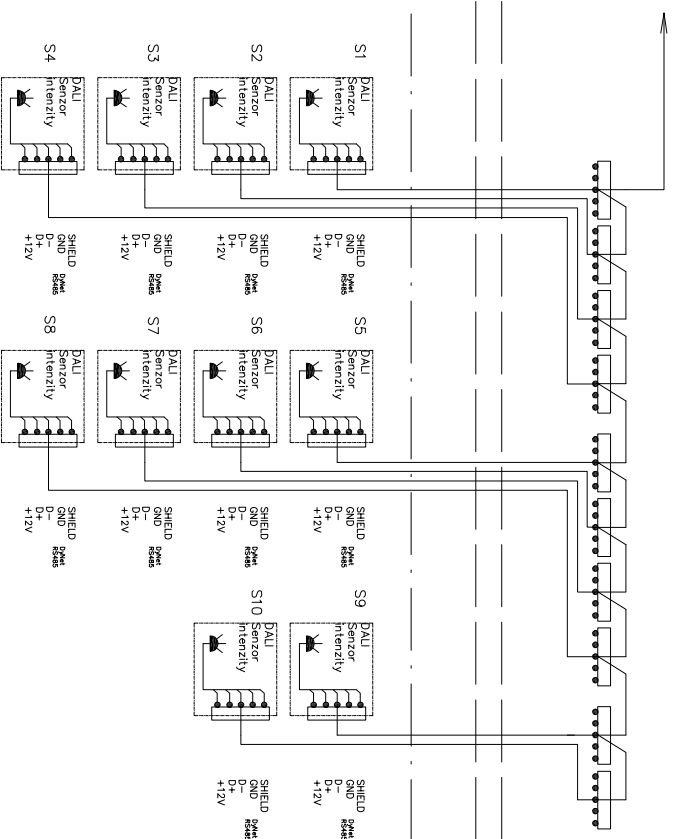 S1
DALI
Senzor
intenzity
SHIELD
GND
D-
D+
+12V
DyNet
RS485
S2
DALI
Senzor
intenzity
SHIELD
GND
D-
D+
+12V
DyNet
RS485
S3
DALI
Senzor
intenzity
SHIELD
GND
D-
D+
+12V
DyNet
RS485
S4
DALI
Senzor
intenzity
SHIELD
GND
D-
D+
+12V
DyNet
RS485
S5
DALI
Senzor
intenzity
SHIELD
GND
D-
D+
+12V
DyNet
RS485
S6
DALI
Senzor
intenzity
SHIELD
GND
D-
D+
+12V
DyNet
RS485
S7
DALI
Senzor
intenzity
SHIELD
GND
D-
D+
+12V
DyNet
RS485
S8
DALI
Senzor
intenzity
SHIELD
GND
D-
D+
+12V
DyNet
RS485
S9
DALI
Senzor
intenzity
SHIELD
GND
D-
D+
+12V
DyNet
RS485
S10
DALI
Senzor
intenzity
SHIELD
GND
D-
D+
+12V
DyNet
RS485